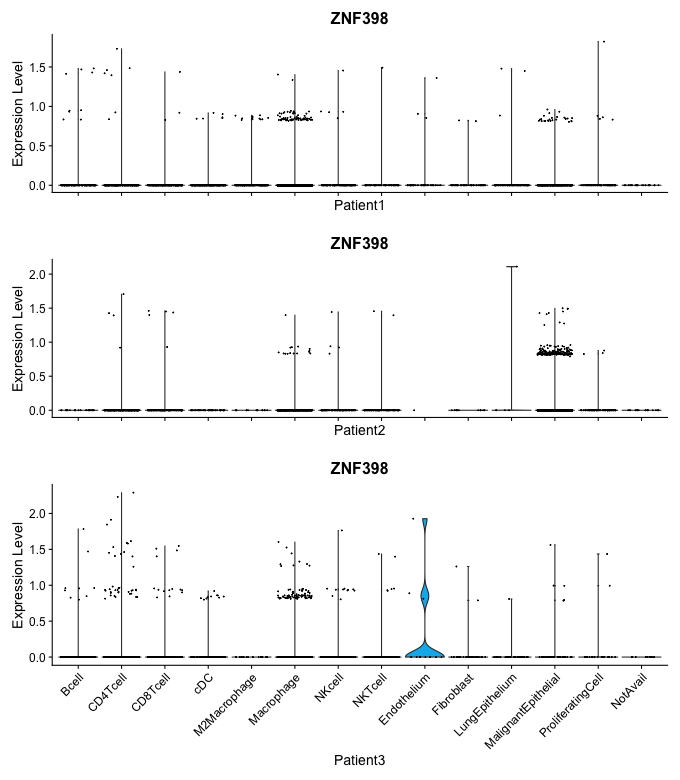 ZNF398
Expression Level
1.5
1.0
0.5
0.0
Patient1
ZNF398
Expression Level
2.0
1.5
1.0
0.5
0.0
Patient2
ZNF398
Expression Level
2.0
1.5
1.0
0.5
0.0
Bcell
CD4Tcell
CD8Tcell
cDC
M2Macrophage
Macrophage
NKcell
NKTcell
Endothelium
Fibroblast
LungEpithelium
MalignantEpithelial
ProliferatingCell
NotAvail
Patient3